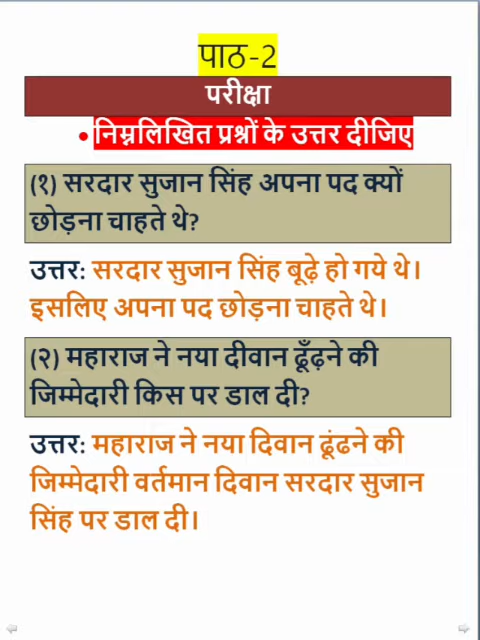 पाठ-2
परीक्षा
• निम्नलिखित प्रश्नों के उत्तर दीजिए
(१) सरदार सुजान सिंह अपना पद क्यों
छोड़ना चाहते थे?
उत्तर: सरदार सुजान सिंह बूढ़े हो गये थे।
इसलिए अपना पद छोड़ना चाहते थे।
(२) महाराज ने नया दीवान ढूँढ़ने की
जिम्मेदारी किस पर डाल दी?
उत्तर: महाराज ने नया दिवान ढूंढने की
जिम्मेदारी वर्तमान दिवान सरदार सुजान
सिंह पर डाल दी।